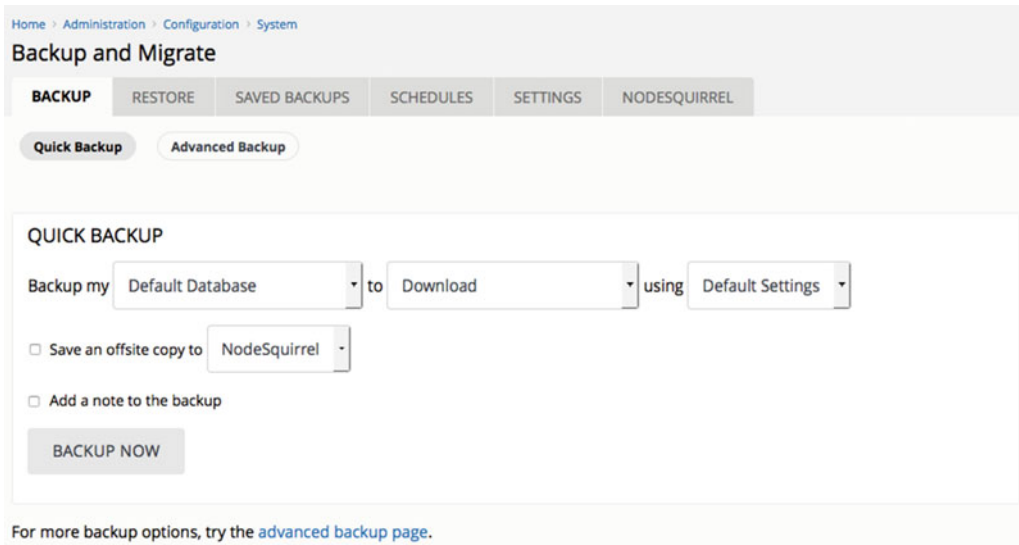 Home › Administration › Configuration › System
Backup and Migrate
BACKUP RESTORE SAVED BACKUPS SCHEDULES SETTINGS NODESQUIRREL
Quick Backup Advanced Backup
QUICK BACKUP
Backup my Default Database to Download using Default Settings
Save an offsite copy to NodeSquirrel
Add a note to the backup
BACKUP NOW
For more backup options, try the advanced backup page.